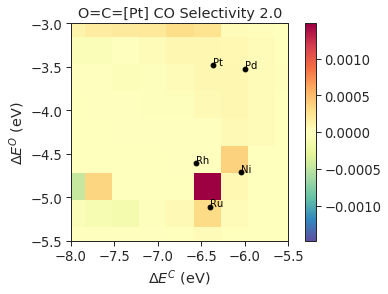 O=C=[Pt] CO Selectivity 2.0
−3.0
−3.5
−4.0
−4.5
−5.0
−5.5
ΔE^O (eV)
Pt
Pd
Rh
Ni
Ru
−8.0 −7.5 −7.0 −6.5 −6.0 −5.5
ΔE^C (eV)
0.0010
0.0005
0.0000
−0.0005
−0.0010